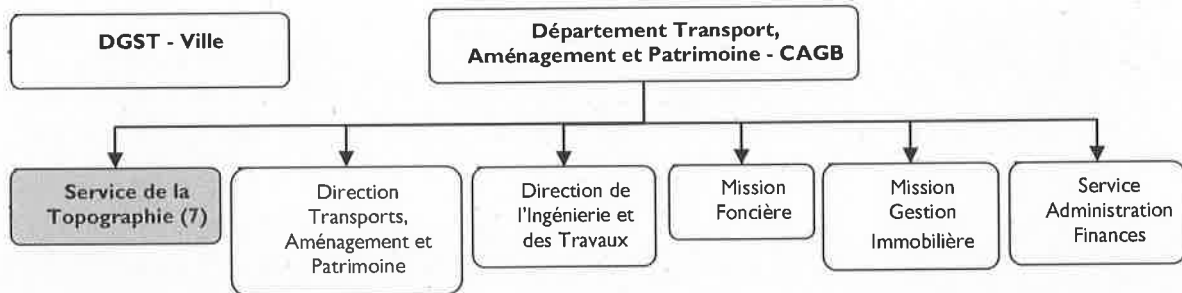 DGST - Ville
Département Transport,
Aménagement et Patrimoine - CAGB
Service de la
Topographie (7)
Direction
Transports,
Aménagement et
Patrimoine
Direction de
l'Ingénierie et
des Travaux
Mission
Foncière
Mission
Gestion
Immobilière
Service
Administration
Finances